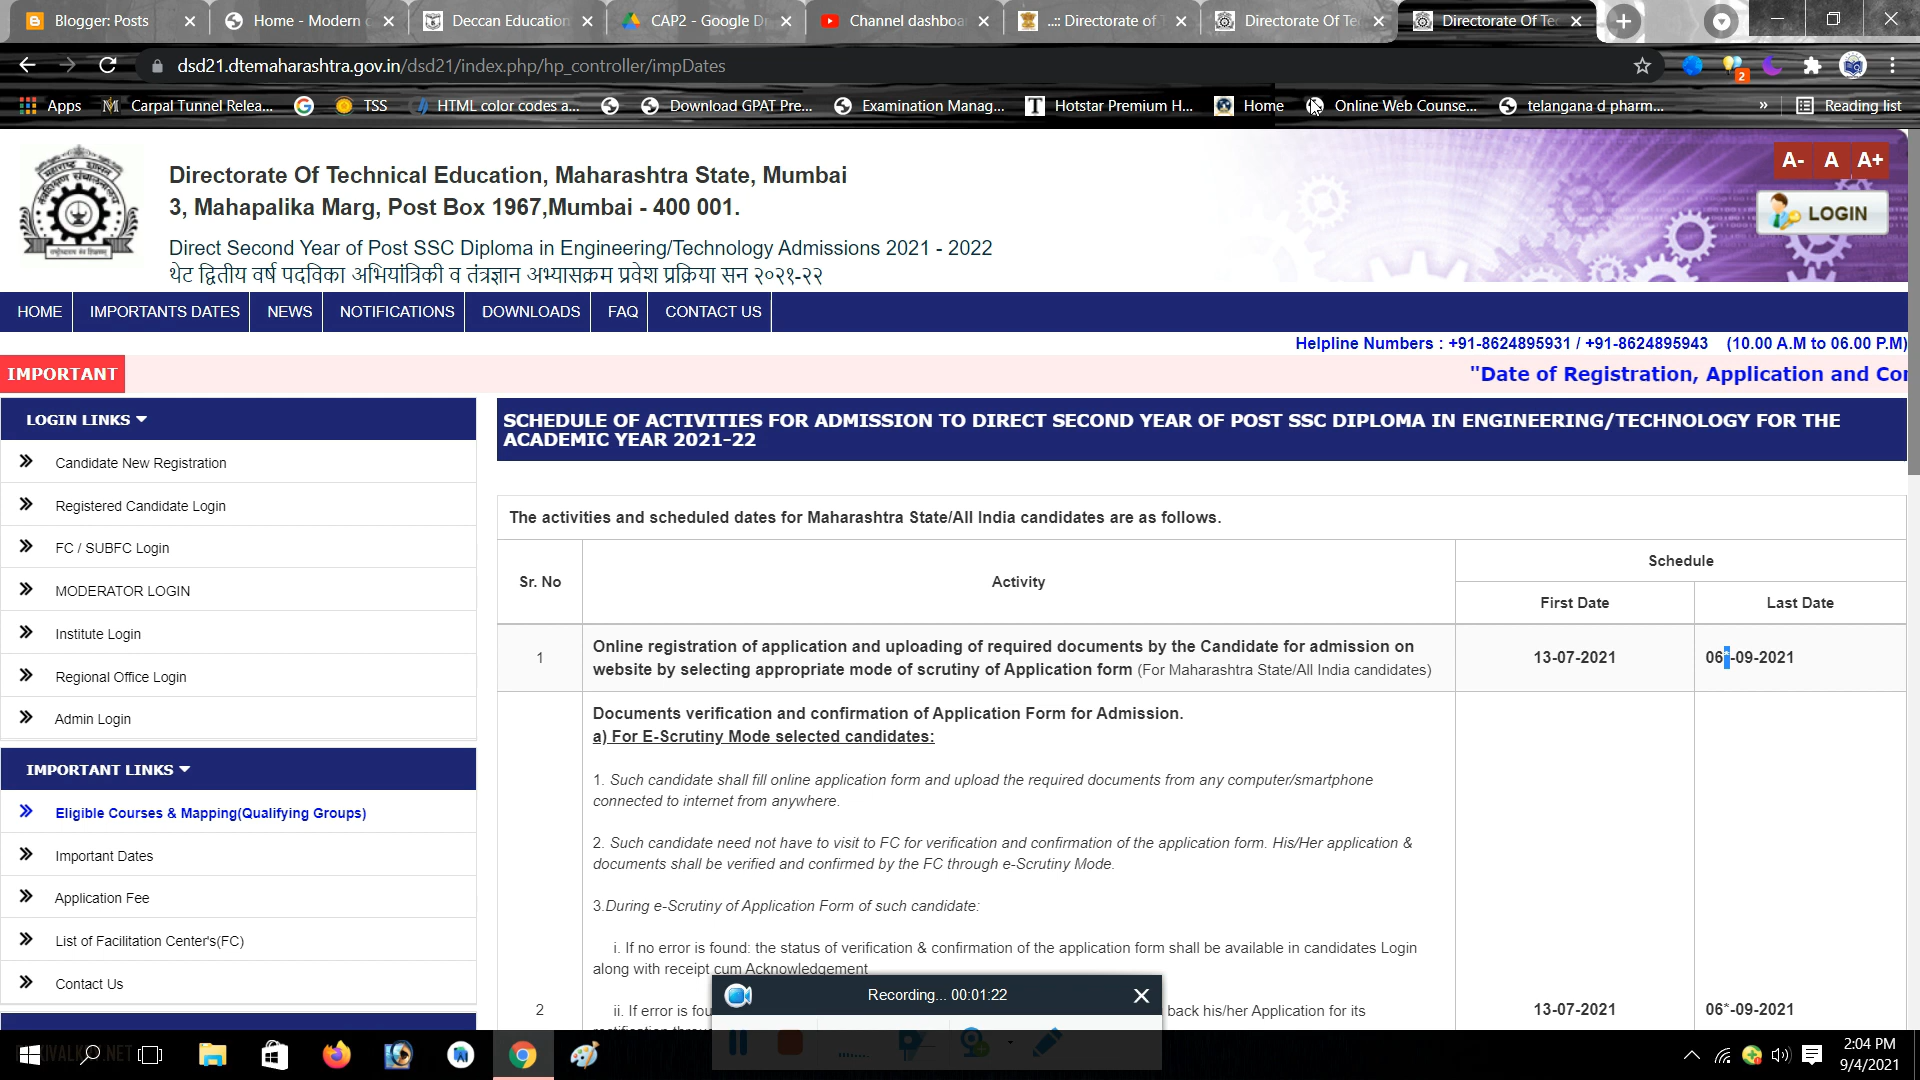 Blogger: Posts
Home - Modern
Deccan Education
CAP2 - Google Dr
Channel dashboa
..:: Directorate of
Directorate Of Te
Directorate Of Te
dsd21.dtemaharashtra.gov.in/dsd21/index.php/hp_controller/impDates
2
Apps
Carpal Tunnel Relea...
TSS
HTML color codes a...
Download GPAT Pre...
Examination Manag...
Hotstar Premium H...
Home
Online Web Counse...
telangana d pharm...
»
Reading list
Directorate Of Technical Education, Maharashtra State, Mumbai
3, Mahapalika Marg, Post Box 1967,Mumbai - 400 001.
Direct Second Year of Post SSC Diploma in Engineering/Technology Admissions 2021 - 2022
थेट द्वितीय वर्ष पदविका अभियांत्रिकी व तंत्रज्ञान अभ्यासक्रम प्रवेश प्रक्रिया सन २०२१-२२
A- A A+
LOGIN
HOME IMPORTANTS DATES NEWS NOTIFICATIONS DOWNLOADS FAQ CONTACT US
Helpline Numbers : +91-8624895931 / +91-8624895943 (10.00 A.M to 06.00 P.M)
IMPORTANT
"Date of Registration, Application and Cor
LOGIN LINKS
Candidate New Registration
Registered Candidate Login
FC / SUBFC Login
MODERATOR LOGIN
Institute Login
Regional Office Login
Admin Login
IMPORTANT LINKS
Eligible Courses & Mapping(Qualifying Groups)
Important Dates
Application Fee
List of Facilitation Center's(FC)
Contact Us
SCHEDULE OF ACTIVITIES FOR ADMISSION TO DIRECT SECOND YEAR OF POST SSC DIPLOMA IN ENGINEERING/TECHNOLOGY FOR THE
ACADEMIC YEAR 2021-22
The activities and scheduled dates for Maharashtra State/All India candidates are as follows.
Sr. No
Activity
Schedule
First Date
Last Date
1
Online registration of application and uploading of required documents by the Candidate for admission on
website by selecting appropriate mode of scrutiny of Application form (For Maharashtra State/All India candidates)
13-07-2021
06*-09-2021
Documents verification and confirmation of Application Form for Admission.
a) For E-Scrutiny Mode selected candidates:
1. Such candidate shall fill online application form and upload the required documents from any computer/smartphone
connected to internet from anywhere.
2. Such candidate need not have to visit to FC for verification and confirmation of the application form. His/Her application &
documents shall be verified and confirmed by the FC through e-Scrutiny Mode.
3.During e-Scrutiny of Application Form of such candidate:
i. If no error is found: the status of verification & confirmation of the application form shall be available in candidates Login
along with receipt cum Acknowledgement
2
ii. If error is fou
back his/her Application for its
13-07-2021
06*-09-2021
Recording... 00:01:22
2:04 PM
9/4/2021